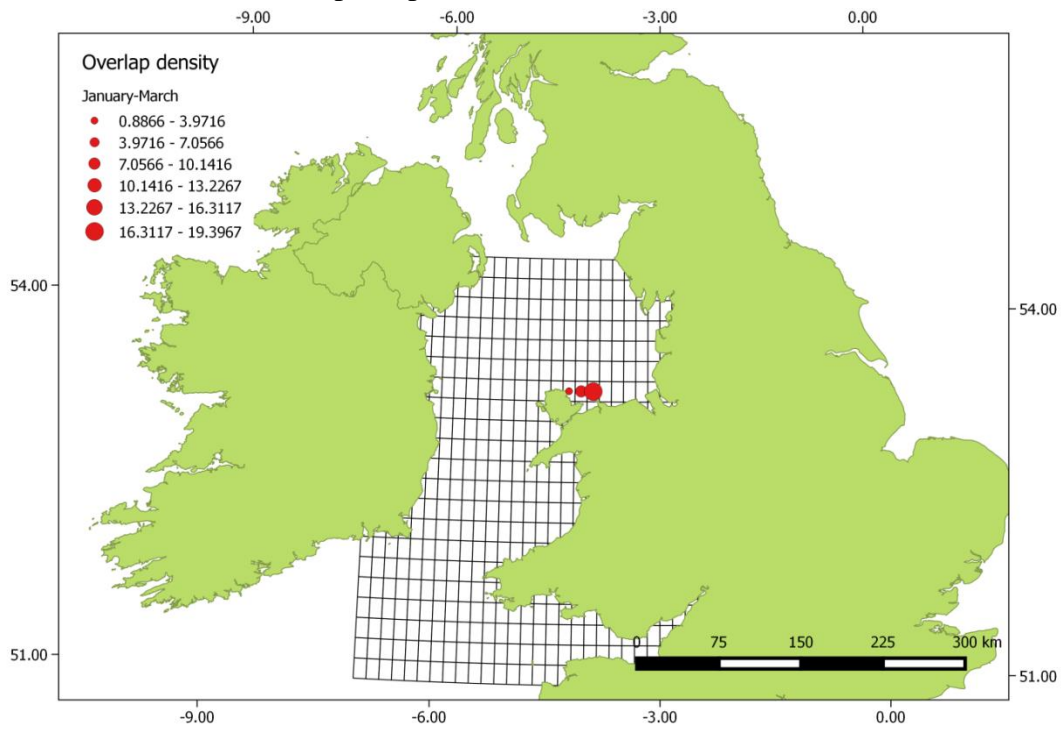 -9.00 -6.00 -3.00 0.00
Overlap density
January-March
0.8866 - 3.9716
3.9716 - 7.0566
7.0566 - 10.1416
10.1416 - 13.2267
13.2267 - 16.3117
16.3117 - 19.3967
54.00
54.00
0 75 150 225 300 km
51.00
51.00
-9.00 -6.00 -3.00 0.00